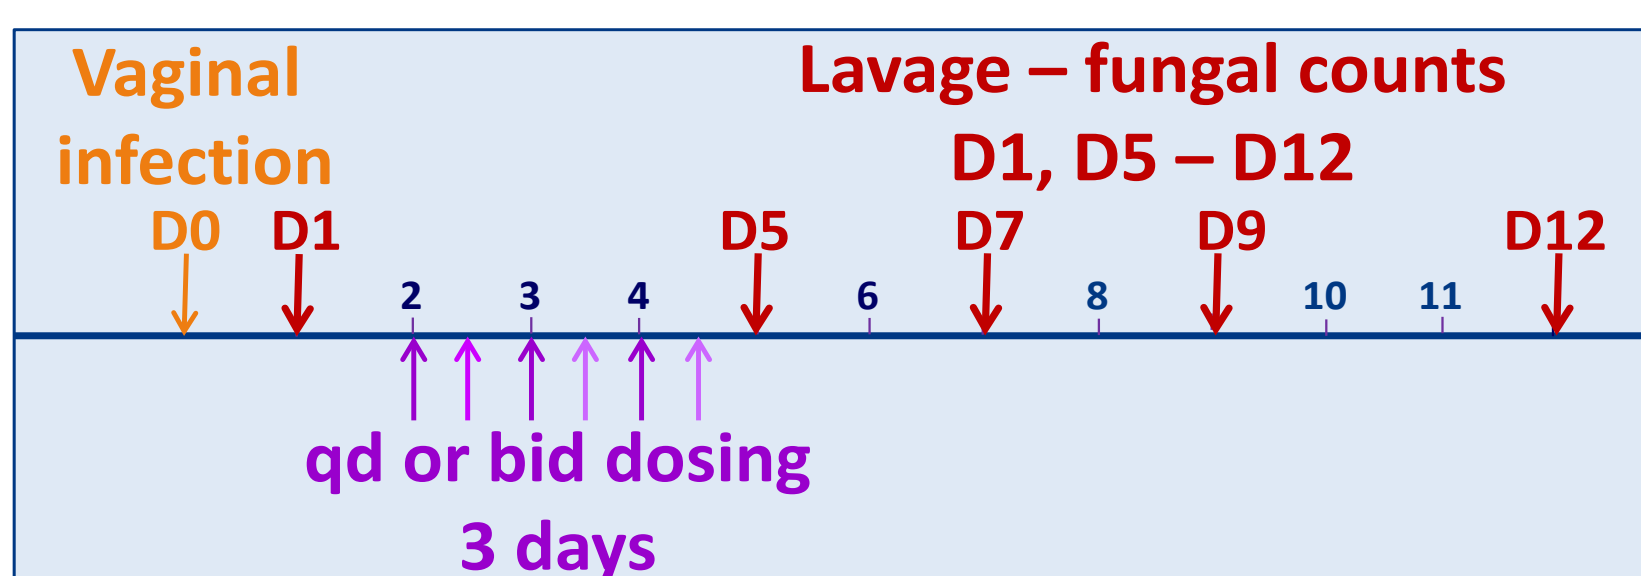 Vaginal
infection
Lavage – fungal counts
D1, D5 – D12
D0 D1 D5 D7 D9 D12
2 3 4 6 8 10 11
qd or bid dosing
3 days